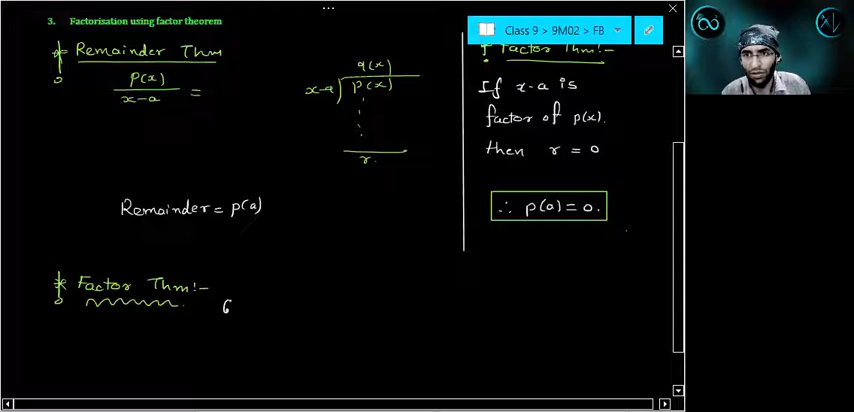 3. Factorisation using factor theorem
Remainder Thm
p(x)
x-a
=
q(x)
x-a) p(x)
r.
Remainder = p(a)
Factor Thm!-
6
Class 9 > 9M02 > FB
Factor Thm!-
If x-a is
factor of p(x).
then r = 0
∴ p(a) = 0.